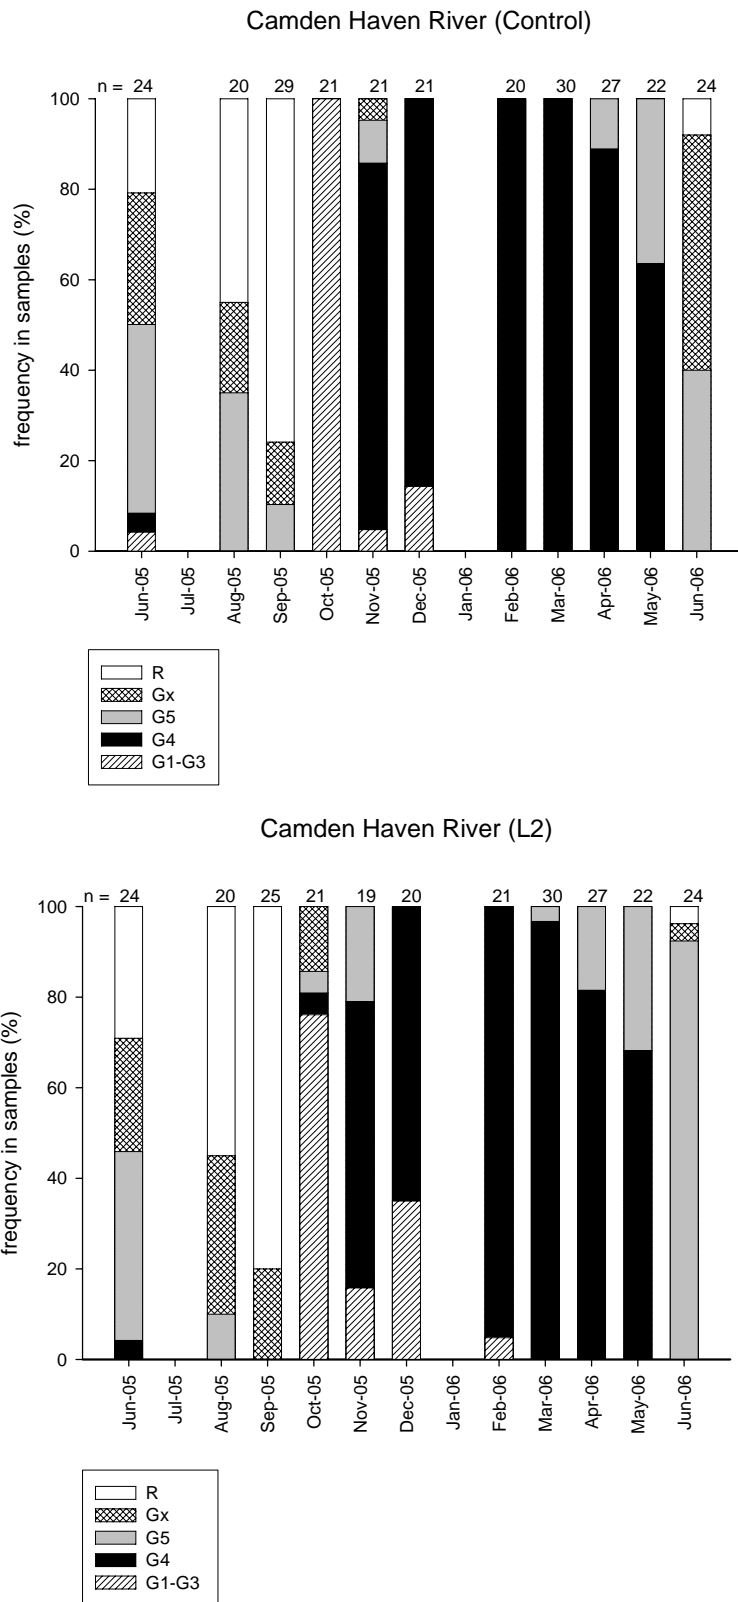 Camden Haven River (Control)
n = 24 20 29 21 21 21 20 30 27 22 24
100
80
60
40
20
0
frequency in samples (%)
Jun-05 Jul-05 Aug-05 Sep-05 Oct-05 Nov-05 Dec-05 Jan-06 Feb-06 Mar-06 Apr-06 May-06 Jun-06
R
Gx
G5
G4
G1-G3
Camden Haven River (L2)
n = 24 20 25 21 19 20 21 30 27 22 24
100
80
60
40
20
0
frequency in samples (%)
Jun-05 Jul-05 Aug-05 Sep-05 Oct-05 Nov-05 Dec-05 Jan-06 Feb-06 Mar-06 Apr-06 May-06 Jun-06
R
Gx
G5
G4
G1-G3